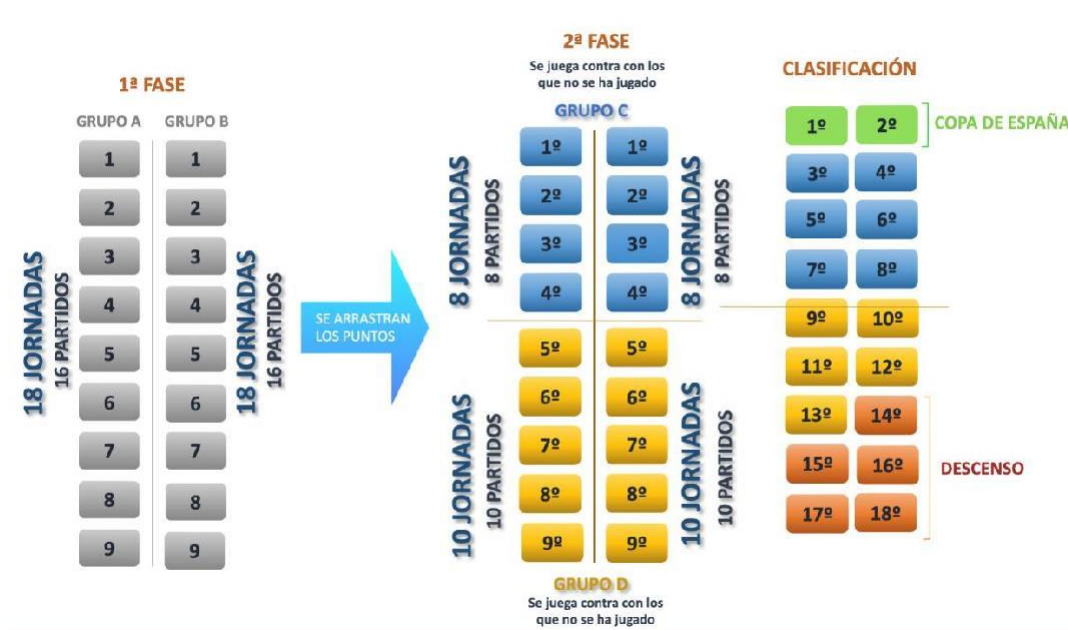 1ª FASE
GRUPO A
GRUPO B
1
1
2
2
3
3
4
4
5
5
6
6
7
7
8
8
9
9
18 JORNADAS
16 PARTIDOS
18 JORNADAS
16 PARTIDOS
SE ARRASTRAN
LOS PUNTOS
2ª FASE
Se juega contra con los
que no se ha jugado
GRUPO C
1º
1º
2º
2º
3º
3º
4º
4º
8 JORNADAS
8 PARTIDOS
8 JORNADAS
8 PARTIDOS
5º
5º
6º
6º
7º
7º
8º
8º
9º
9º
10 JORNADAS
10 PARTIDOS
10 JORNADAS
10 PARTIDOS
GRUPO D
Se juega contra con los
que no se ha jugado
CLASIFICACIÓN
1º
2º
COPA DE ESPAÑA
3º
4º
5º
6º
7º
8º
9º
10º
11º
12º
13º
14º
15º
16º
DESCENSO
17º
18º